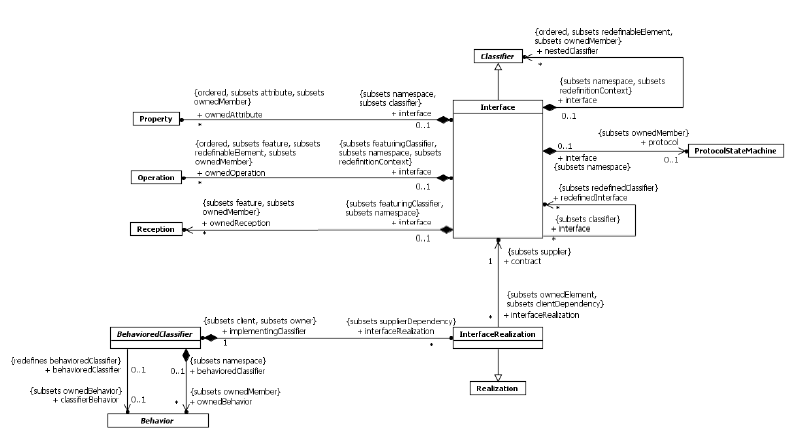 {ordered, subsets redefinableElement,
subsets ownedMember}
+ nestedClassifier
*
Classifier
{subsets namespace, subsets
redefinitionContext}
+ interface
0..1
{ordered, subsets attribute, subsets
ownedMember}
+ ownedAttribute
*
Property
{subsets namespace,
subsets classifier}
+ interface
0..1
Interface
{subsets ownedMember}
+ protocol
0..1
ProtocolStateMachine
0..1
+ interface
{subsets namespace}
{ordered, subsets feature, subsets
redefinableElement, subsets
ownedMember}
+ ownedOperation
*
Operation
{subsets featuringClassifier,
subsets namespace, subsets
redefinitionContext}
+ interface
0..1
{subsets redefinedClassifier}
+ redefinedInterface
*
{subsets classifier}
+ interface
*
{subsets feature, subsets
ownedMember}
+ ownedReception
*
Reception
{subsets featuringClassifier,
subsets namespace}
+ interface
0..1
{subsets supplier}
1
+ contract
{subsets ownedElement,
subsets clientDependency}
*
+ interfaceRealization
BehavioredClassifier
{subsets client, subsets owner}
+ implementingClassifier
1
{subsets supplierDependency}
+ interfaceRealization
*
InterfaceRealization
{redefines behavioredClassifier}
+ behavioredClassifier
0..1
{subsets namespace}
0..1
+ behavioredClassifier
{subsets ownedBehavior}
+ classifierBehavior
0..1
{subsets ownedMember}
*
+ ownedBehavior
Realization
Behavior